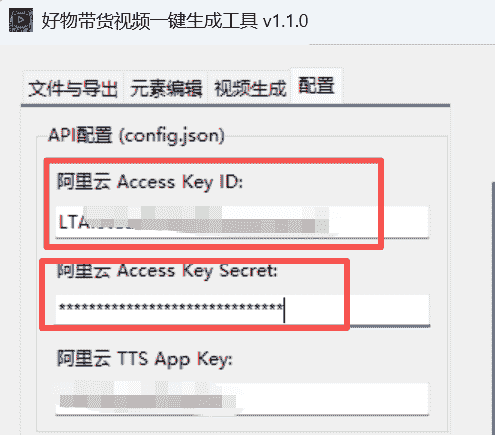 好物带货视频一键生成工具 v1.1.0
文件与导出 元素编辑 视频生成 配置
API配置 (config.json)
阿里云 Access Key ID:
LTA
阿里云 Access Key Secret:
******************************
阿里云 TTS App Key: